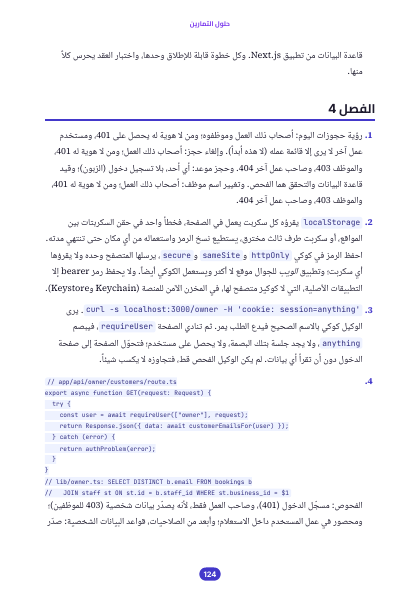 حلول التمارين
قاعدة البيانات من تطبيق Next.js. وكل خطوة قابلة للإطلاق وحدها، واختبار العقد يحرس كلاً
منها.
الفصل 4
1. رؤية حجوزات اليوم: أصحاب ذلك العمل وموظفوه؛ ومن لا هوية له يحصل على 401، ومستخدم
عمل آخر لا يرى إلا قائمة عمله (لا هذه أبداً). وإلغاء حجز: أصحاب ذلك العمل؛ ومن لا هوية له 401،
والموظف 403، وصاحب عمل آخر 404. وحجز موعد: أي أحد، بلا تسجيل دخول (الزبون)؛ وقيد
قاعدة البيانات والتحقق هما الفحص. وتغيير اسم موظف: أصحاب ذلك العمل؛ ومن لا هوية له 401،
والموظف 403، وصاحب عمل آخر 404.
2. localStorage يقرؤه كل سكربت يعمل في الصفحة، فخطأ واحد في حقن السكربتات بين
المواقع، أو سكربت طرف ثالث مخترق، يستطيع نسخ الرمز واستعماله من أي مكان حتى تنتهي مدته.
احفظ الرمز في كوكي httpOnly و sameSite و secure ، يرسلها المتصفح وحده ولا يقرؤها
أي سكربت؛ وتطبيق الويب للجوال موقع لا أكثر ويستعمل الكوكي أيضاً. ولا يحفظ رمز bearer إلا
التطبيقات الأصلية، التي لا كوكيز متصفح لها، في المخزن الآمن للمنصة (Keychain وKeystore).
3. curl -s localhost:3000/owner -H 'cookie: session=anything' . يرى
الوكيل كوكي بالاسم الصحيح فيدع الطلب يمر. ثم تنادي الصفحة requireUser ، فيبصم
anything ، ولا يجد جلسة بتلك البصمة، ولا يحصل على مستخدم؛ فتحوّل الصفحة إلى صفحة
الدخول دون أن تقرأ أي بيانات. لم يكن الوكيل الفحص قط، فتجاوزه لا يكسب شيئاً.
4. // app/api/owner/customers/route.ts
export async function GET(request: Request) {
try {
const user = await requireUser(["owner"], request);
return Response.json({ data: await customerEmailsFor(user) });
} catch (error) {
return authProblem(error);
}
}
// lib/owner.ts: SELECT DISTINCT b.email FROM bookings b
// JOIN staff st ON st.id = b.staff_id WHERE st.business_id = $1
الفحوص: مسجّل الدخول (401)، وصاحب العمل فقط، لأنه يصدّر بيانات شخصية (403 للموظفين)؛
ومحصور في عمل المستخدم داخل الاستعلام؛ وأبعد من الصلاحيات، قواعد البيانات الشخصية: صدّر
124